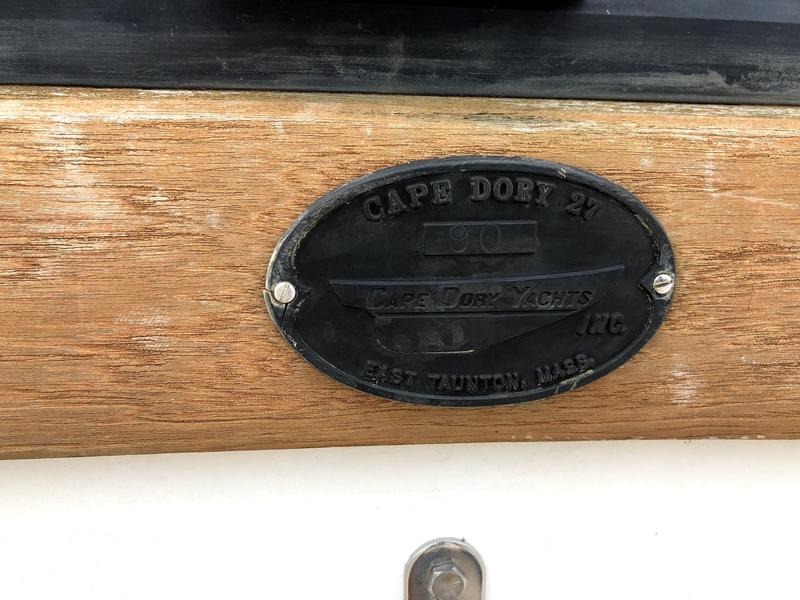 CAPE DORY 27
90
CAPE DORY YACHTS
INC.
EAST TAUNTON, MASS.